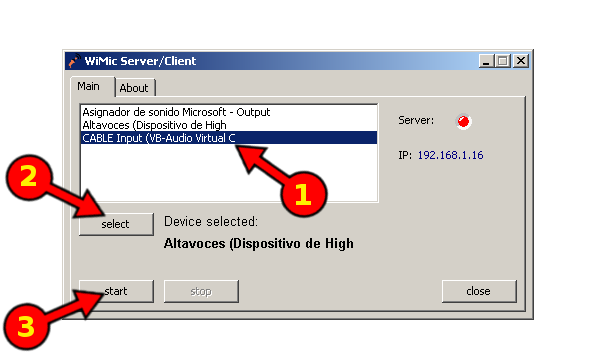 WiMic Server/Client
Main
About
Asignador de sonido Microsoft - Output
Altavoces (Dispositivo de High
CABLE Input (VB-Audio Virtual C
Server:
IP: 192.168.1.16
1
2
select
Device selected:
Altavoces (Dispositivo de High
3
start
stop
close